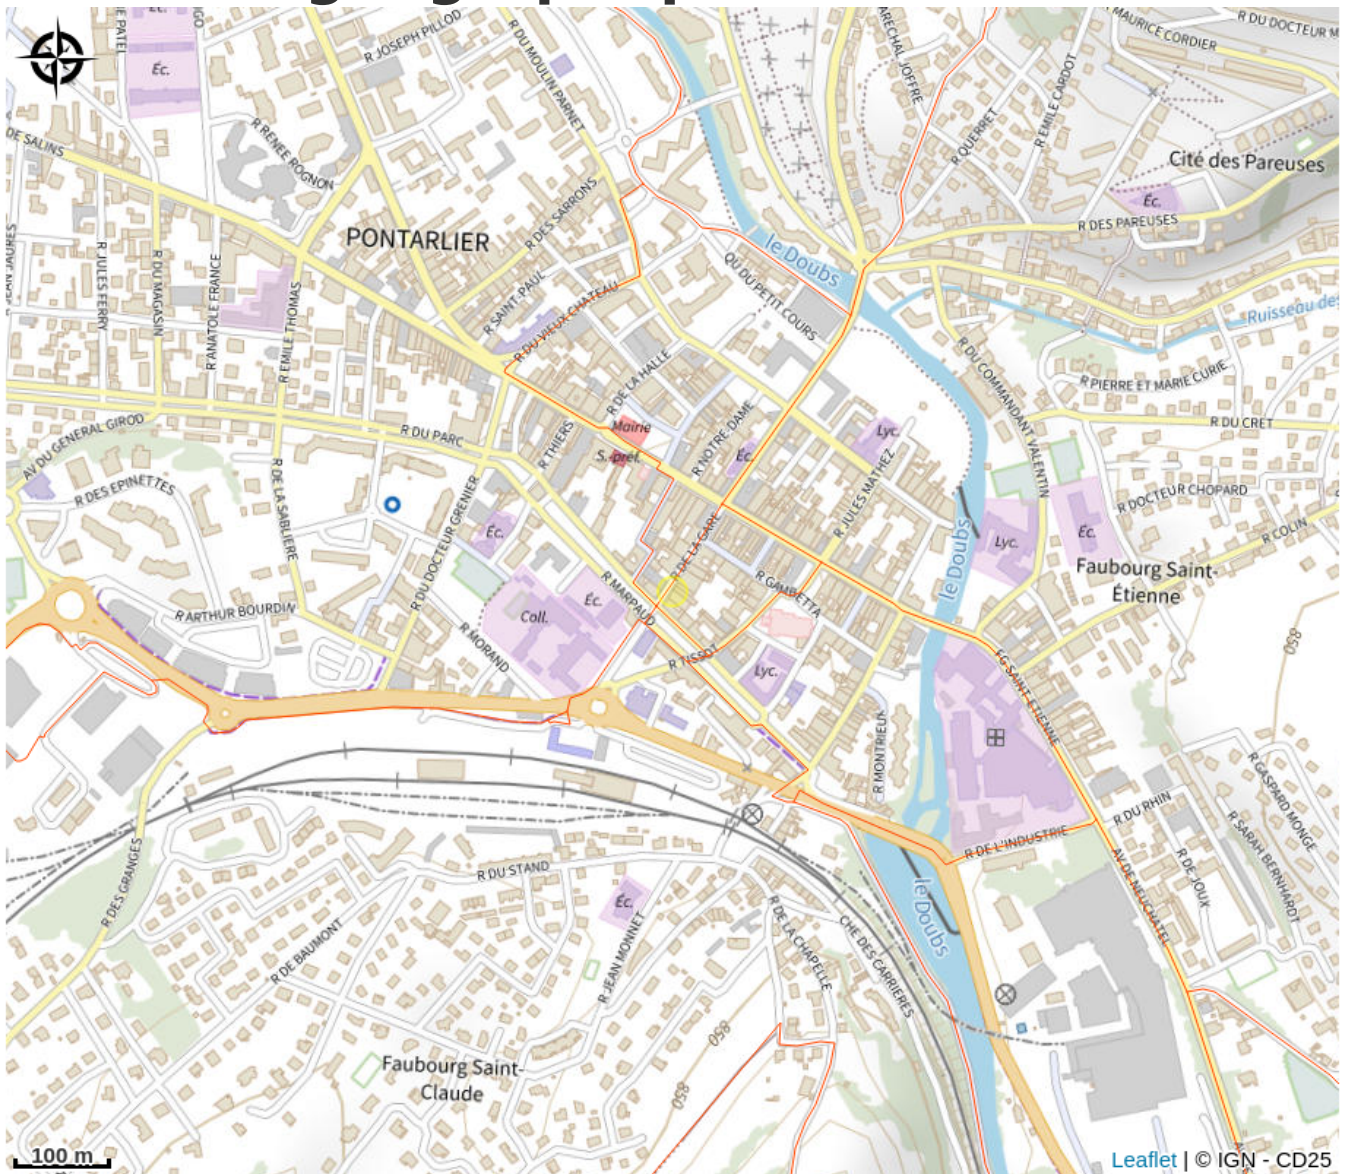 E PATEL
Éc.
R JOSEPH PILLOD
R DU MOULIN PARNET
MAURICE CORDIER
R DU DOCTEUR M
Éc.
ARECHAL JOFFRE
R EMILE CARDOT
R QUERRET
DE SALINS
R RENEE ROGNON
Cité des Pareuses
Éc.
R DES PAREUSES
PONTARLIER
R DES SARRONS
le Doubs
QU DU PETIT COURS
JEAN JAURES
R JULES FERRY
R DU MAGASIN
R ANATOLE FRANCE
R EMILE THOMAS
R SAINT-PAUL
R DU VIEUX CHATEAU
Ruisseau des
R DE LA HALLE
R DU COMMANDANT VALENTIN
R PIERRE ET MARIE CURIE
AV DU GENERAL GIROD
R DU PARC
R THIERS
Mairie
S.-préf.
R NOTRE-DAME
Éc.
Lyc.
R DU CRET
R DES EPINETTES
R DE LA SABLIERE
R DU DOCTEUR GRENIER
R JULES MATHEZ
R DOCTEUR CHOPARD
R COLIN
Éc.
R DE LA GARE
le Doubs
Lyc.
Éc.
Faubourg Saint-
Étienne
R ARTHUR BOURDIN
Coll.
Éc.
R MARPAUD
R GAMBETTA
850
R MORAND
R TISSOT
Lyc.
FG SAINT-ETIENNE
R MONTRIEUX
R GASPARD MONGE
R DU RHIN
R SARAH BERNHARDT
R DE L'INDUSTRIE
R DES GRANGES
R DU STAND
AV DE NEUCHATEL
R DE JOUX
Éc.
le Doubs
R DE BAUMONT
R JEAN MONNET
R DE LA CHAPELLE
CHE DES CARRIERES
850
Faubourg Saint-
Claude
850
100 m
Leaflet | © IGN - CD25